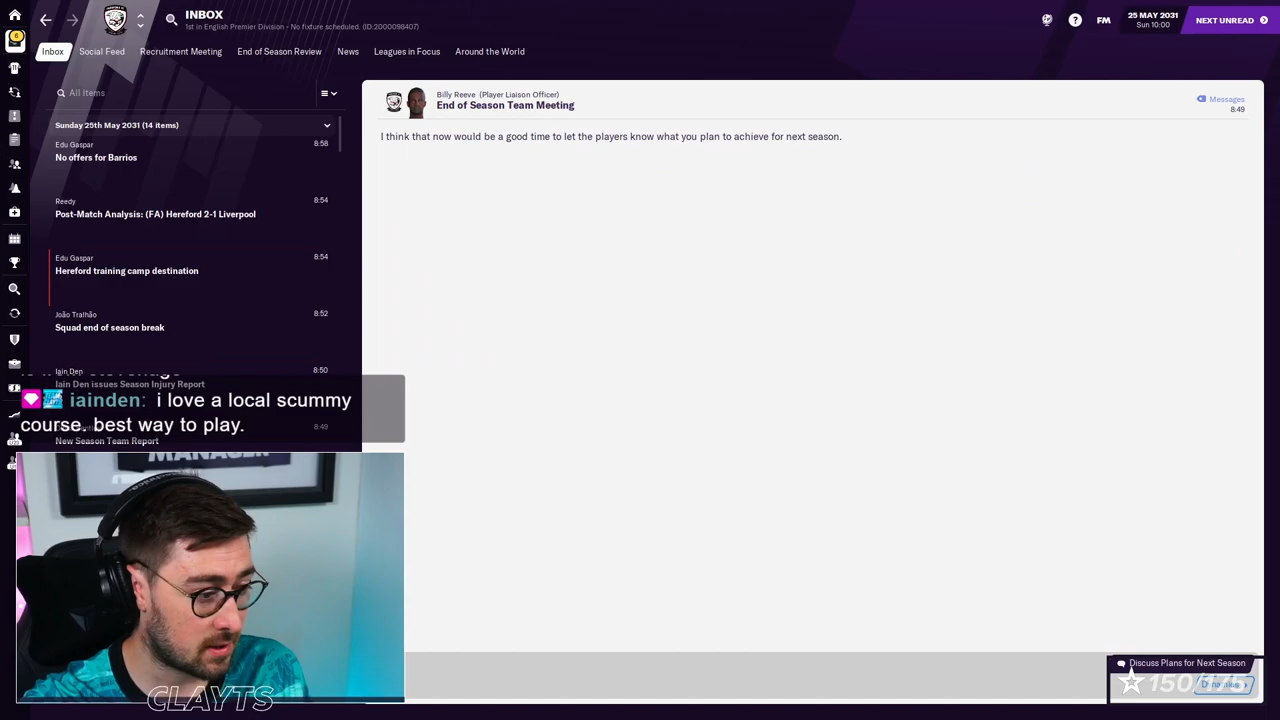 INBOX
1st in English Premier Division - No fixture scheduled. (ID:2000098407)
FM
25 MAY 2031
Sun 10:00
NEXT UNREAD
6
Inbox
Social Feed
Recruitment Meeting
End of Season Review
News
Leagues in Focus
Around the World
All Items
Sunday 25th May 2031 (14 items)
Edu Gaspar
8:58
No offers for Barrios
Reedy
8:54
Post-Match Analysis: (FA) Hereford 2-1 Liverpool
Edu Gaspar
8:54
Hereford training camp destination
João Tralhão
8:52
Squad end of season break
Iain Den
8:50
Iain Den issues Season Injury Report
8:49
New Season Team Report
iainden: i love a local scummy
course. best way to play.
Billy Reeve (Player Liaison Officer)
End of Season Team Meeting
Messages
8:49
I think that now would be a good time to let the players know what you plan to achieve for next season.
MANAGER
CLAYTS
Discuss Plans for Next Season
150/175
Dynamics